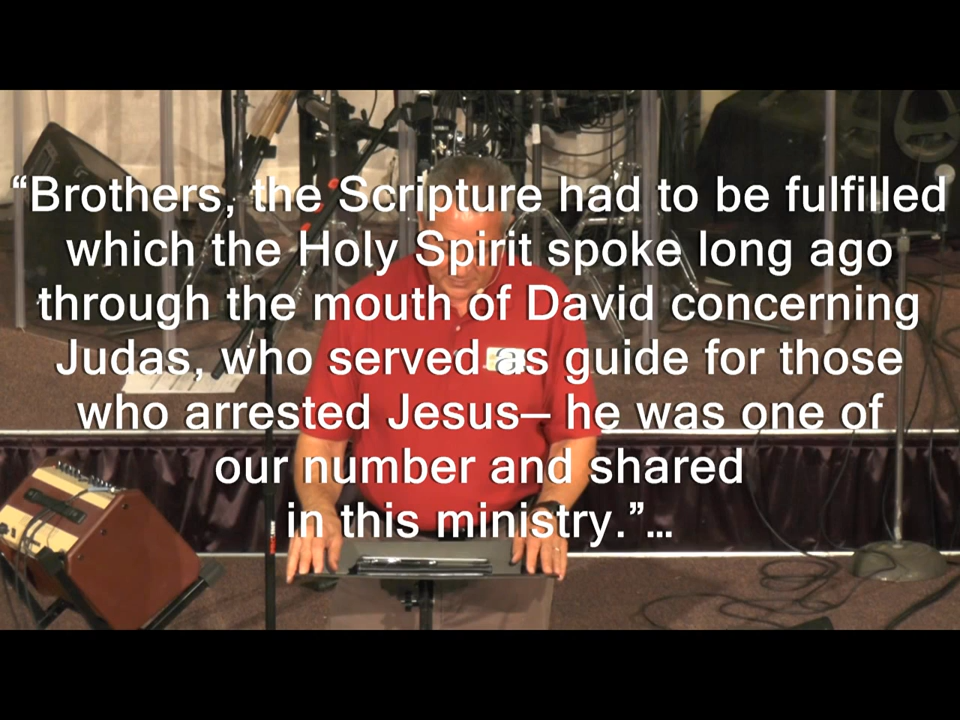 “Brothers, the Scripture had to be fulfilled
which the Holy Spirit spoke long ago
through the mouth of David concerning
Judas, who served as guide for those
who arrested Jesus— he was one of
our number and shared
in this ministry.”...